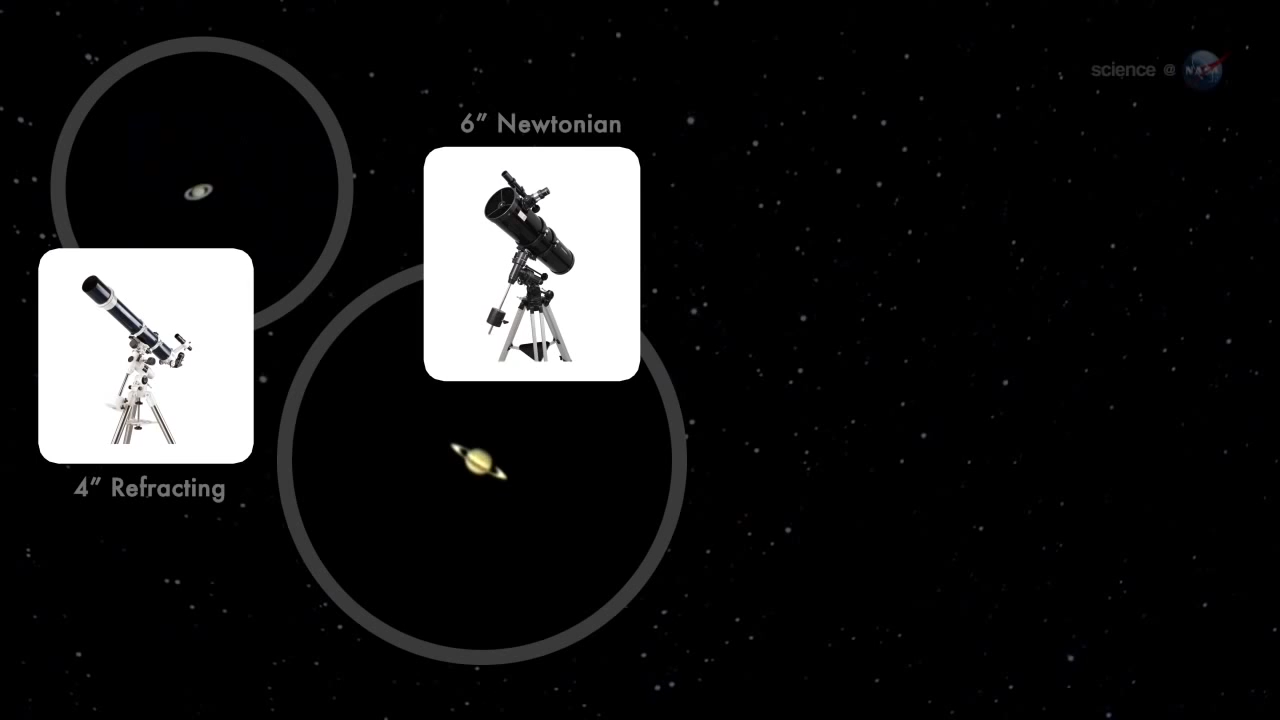 science @ NASA
6” Newtonian
4” Refracting